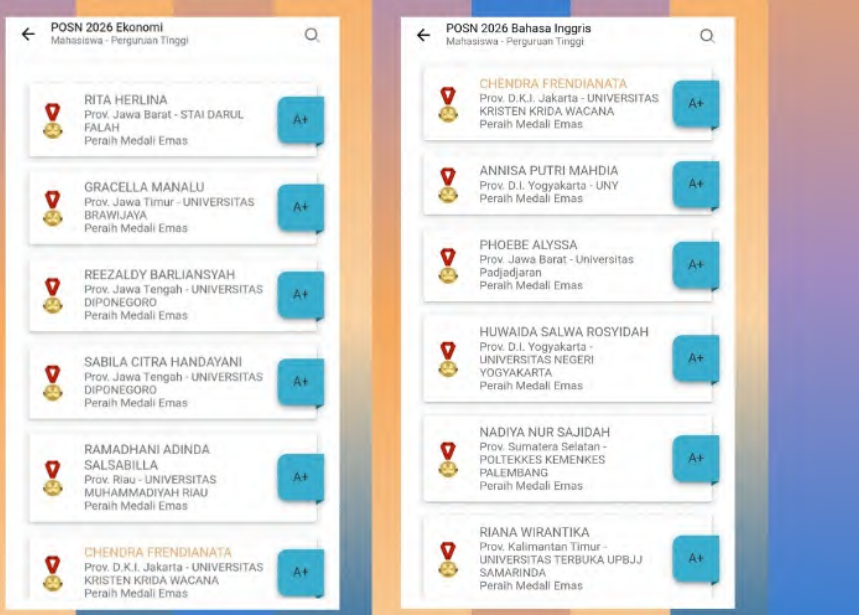 POSN 2026 Ekonomi
Mahasiswa - Perguruan Tinggi
RITA HERLINA
Prov. Jawa Barat - STAI DARUL
FALAH
Peraih Medali Emas
A+
GRACELLA MANALU
Prov. Jawa Timur - UNIVERSITAS
BRAWIJAYA
Peraih Medali Emas
A+
REEZALDY BARLIANSYAH
Prov. Jawa Tengah - UNIVERSITAS
DIPONEGORO
Peraih Medali Emas
A+
SABILA CITRA HANDAYANI
Prov. Jawa Tengah - UNIVERSITAS
DIPONEGORO
Peraih Medali Emas
A+
RAMADHANI ADINDA
SALSABILLA
Prov. Riau - UNIVERSITAS
MUHAMMADIYAH RIAU
Peraih Medali Emas
A+
CHENDRA FRENDIANATA
Prov. D.K.I. Jakarta - UNIVERSITAS
KRISTEN KRIDA WACANA
Peraih Medali Emas
A+
POSN 2026 Bahasa Inggris
Mahasiswa - Perguruan Tinggi
CHENDRA FRENDIANATA
Prov. D.K.I. Jakarta - UNIVERSITAS
KRISTEN KRIDA WACANA
Peraih Medali Emas
A+
ANNISA PUTRI MAHDIA
Prov. D.I. Yogyakarta - UNY
Peraih Medali Emas
A+
PHOEBE ALYSSA
Prov. Jawa Barat - Universitas
Padjadjaran
Peraih Medali Emas
A+
HUWAIDA SALWA ROSYIDAH
Prov. D.I. Yogyakarta -
UNIVERSITAS NEGERI
YOGYAKARTA
Peraih Medali Emas
A+
NADIYA NUR SAJIDAH
Prov. Sumatera Selatan -
POLTEKKES KEMENKES
PALEMBANG
Peraih Medali Emas
A+
RIANA WIRANTIKA
Prov. Kalimantan Timur -
UNIVERSITAS TERBUKA UPBJJ
SAMARINDA
Peraih Medali Emas
A+